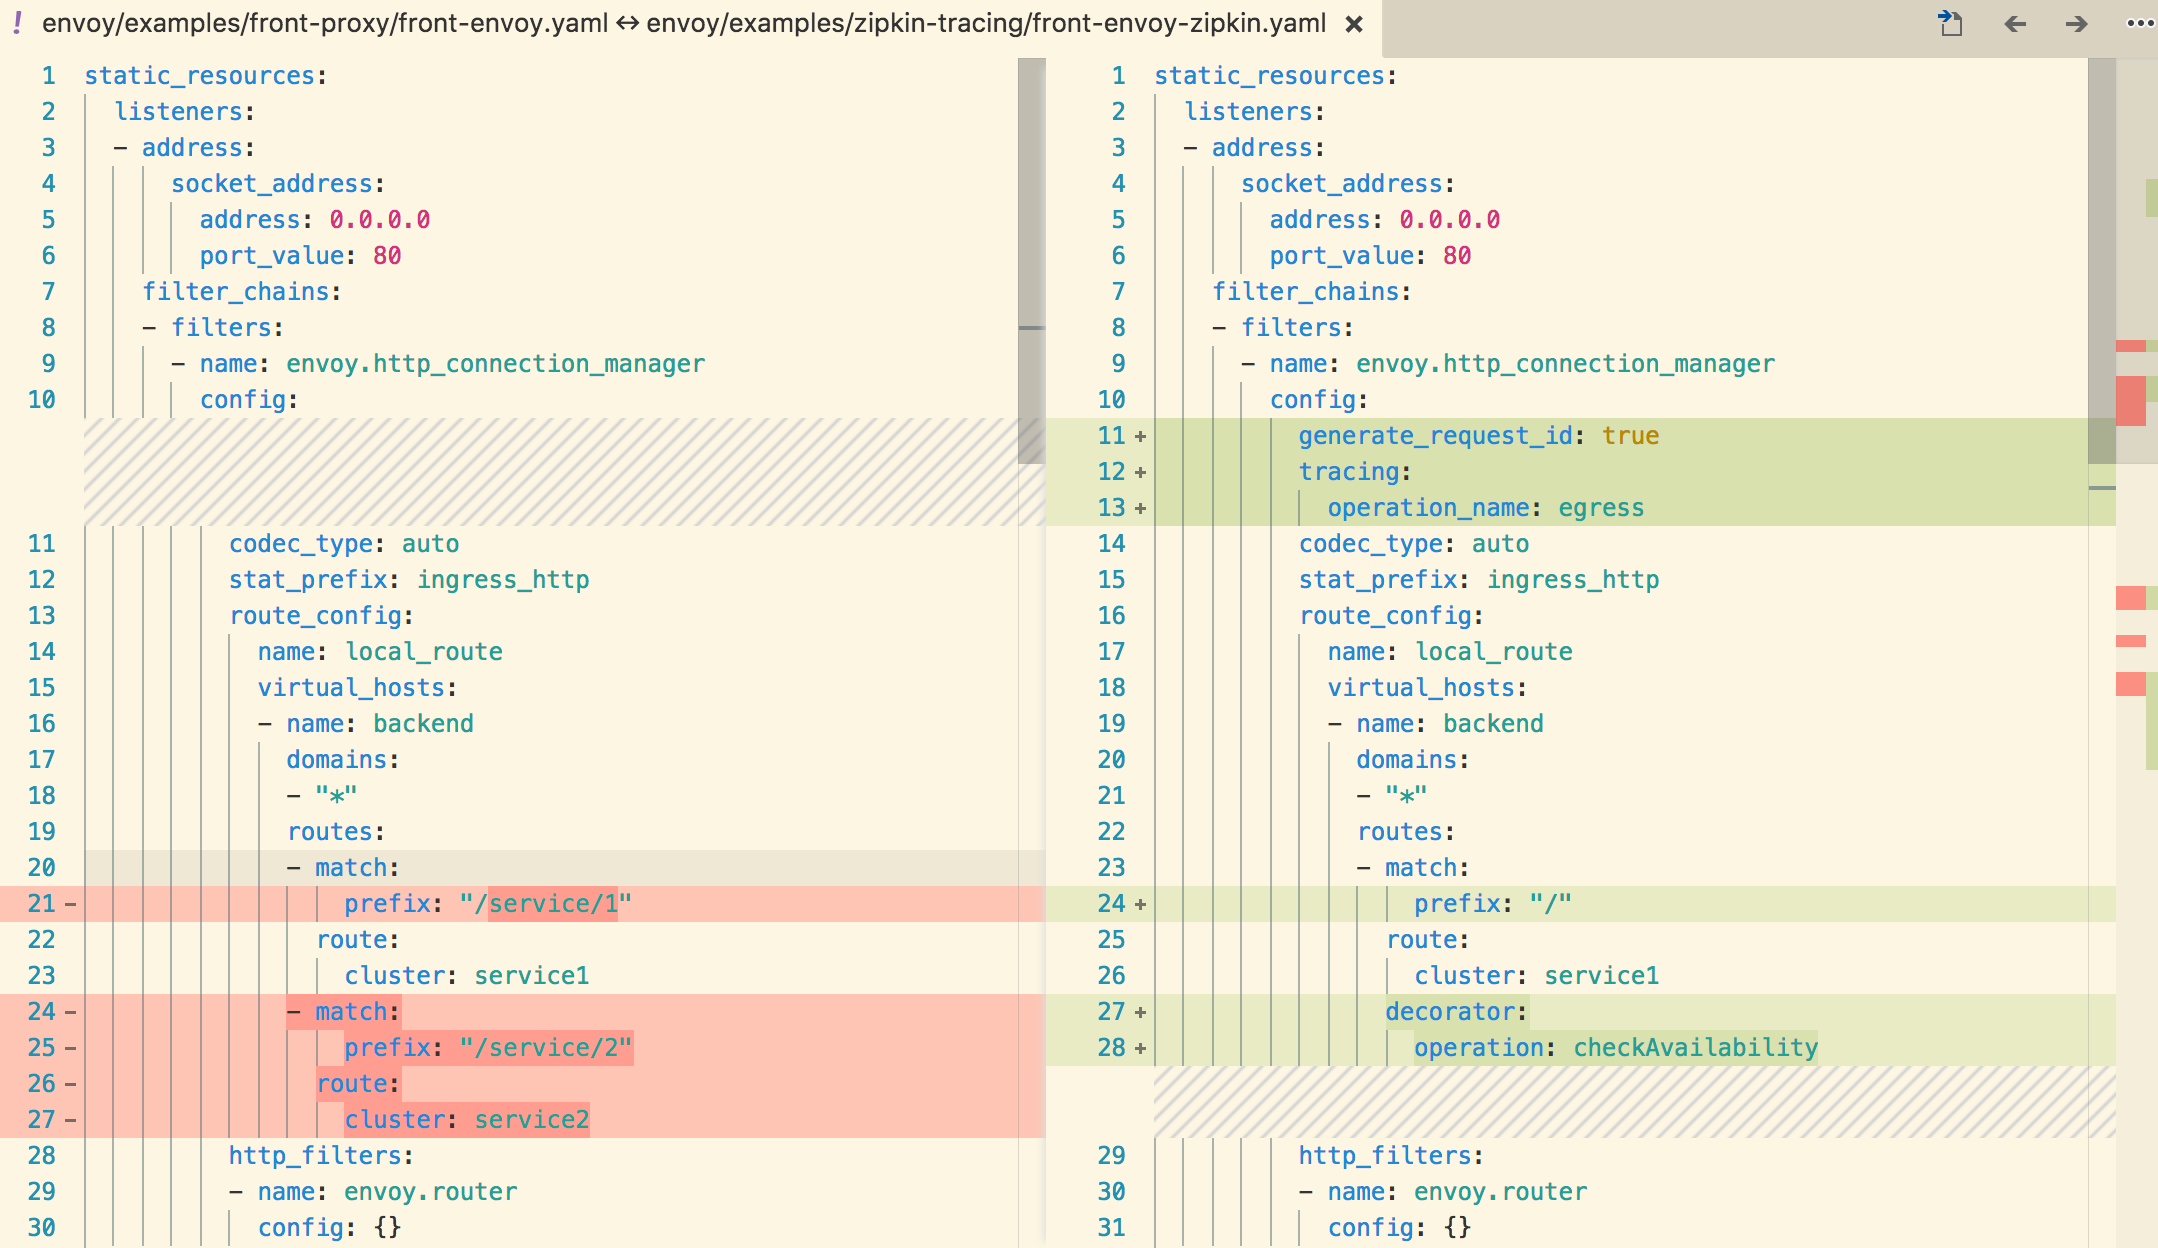 ! envoy/examples/front-proxy/front-envoy.yaml ↔ envoy/examples/zipkin-tracing/front-envoy-zipkin.yaml ×
1 static_resources:
2   listeners:
3   - address:
4       socket_address:
5         address: 0.0.0.0
6         port_value: 80
7     filter_chains:
8     - filters:
9       - name: envoy.http_connection_manager
10         config:
11           codec_type: auto
12           stat_prefix: ingress_http
13           route_config:
14             name: local_route
15             virtual_hosts:
16             - name: backend
17               domains:
18               - "*"
19               routes:
20               - match:
21 -                   prefix: "/service/1"
22                 route:
23                   cluster: service1
24 -               - match:
25 -                   prefix: "/service/2"
26 -                 route:
27 -                   cluster: service2
28           http_filters:
29           - name: envoy.router
30             config: {}
1 static_resources:
2   listeners:
3   - address:
4       socket_address:
5         address: 0.0.0.0
6         port_value: 80
7     filter_chains:
8     - filters:
9       - name: envoy.http_connection_manager
10         config:
11 +           generate_request_id: true
12 +           tracing:
13 +             operation_name: egress
14           codec_type: auto
15           stat_prefix: ingress_http
16           route_config:
17             name: local_route
18             virtual_hosts:
19             - name: backend
20               domains:
21               - "*"
22               routes:
23               - match:
24 +                   prefix: "/"
25                 route:
26                   cluster: service1
27 +                 decorator:
28 +                   operation: checkAvailability
29           http_filters:
30           - name: envoy.router
31             config: {}